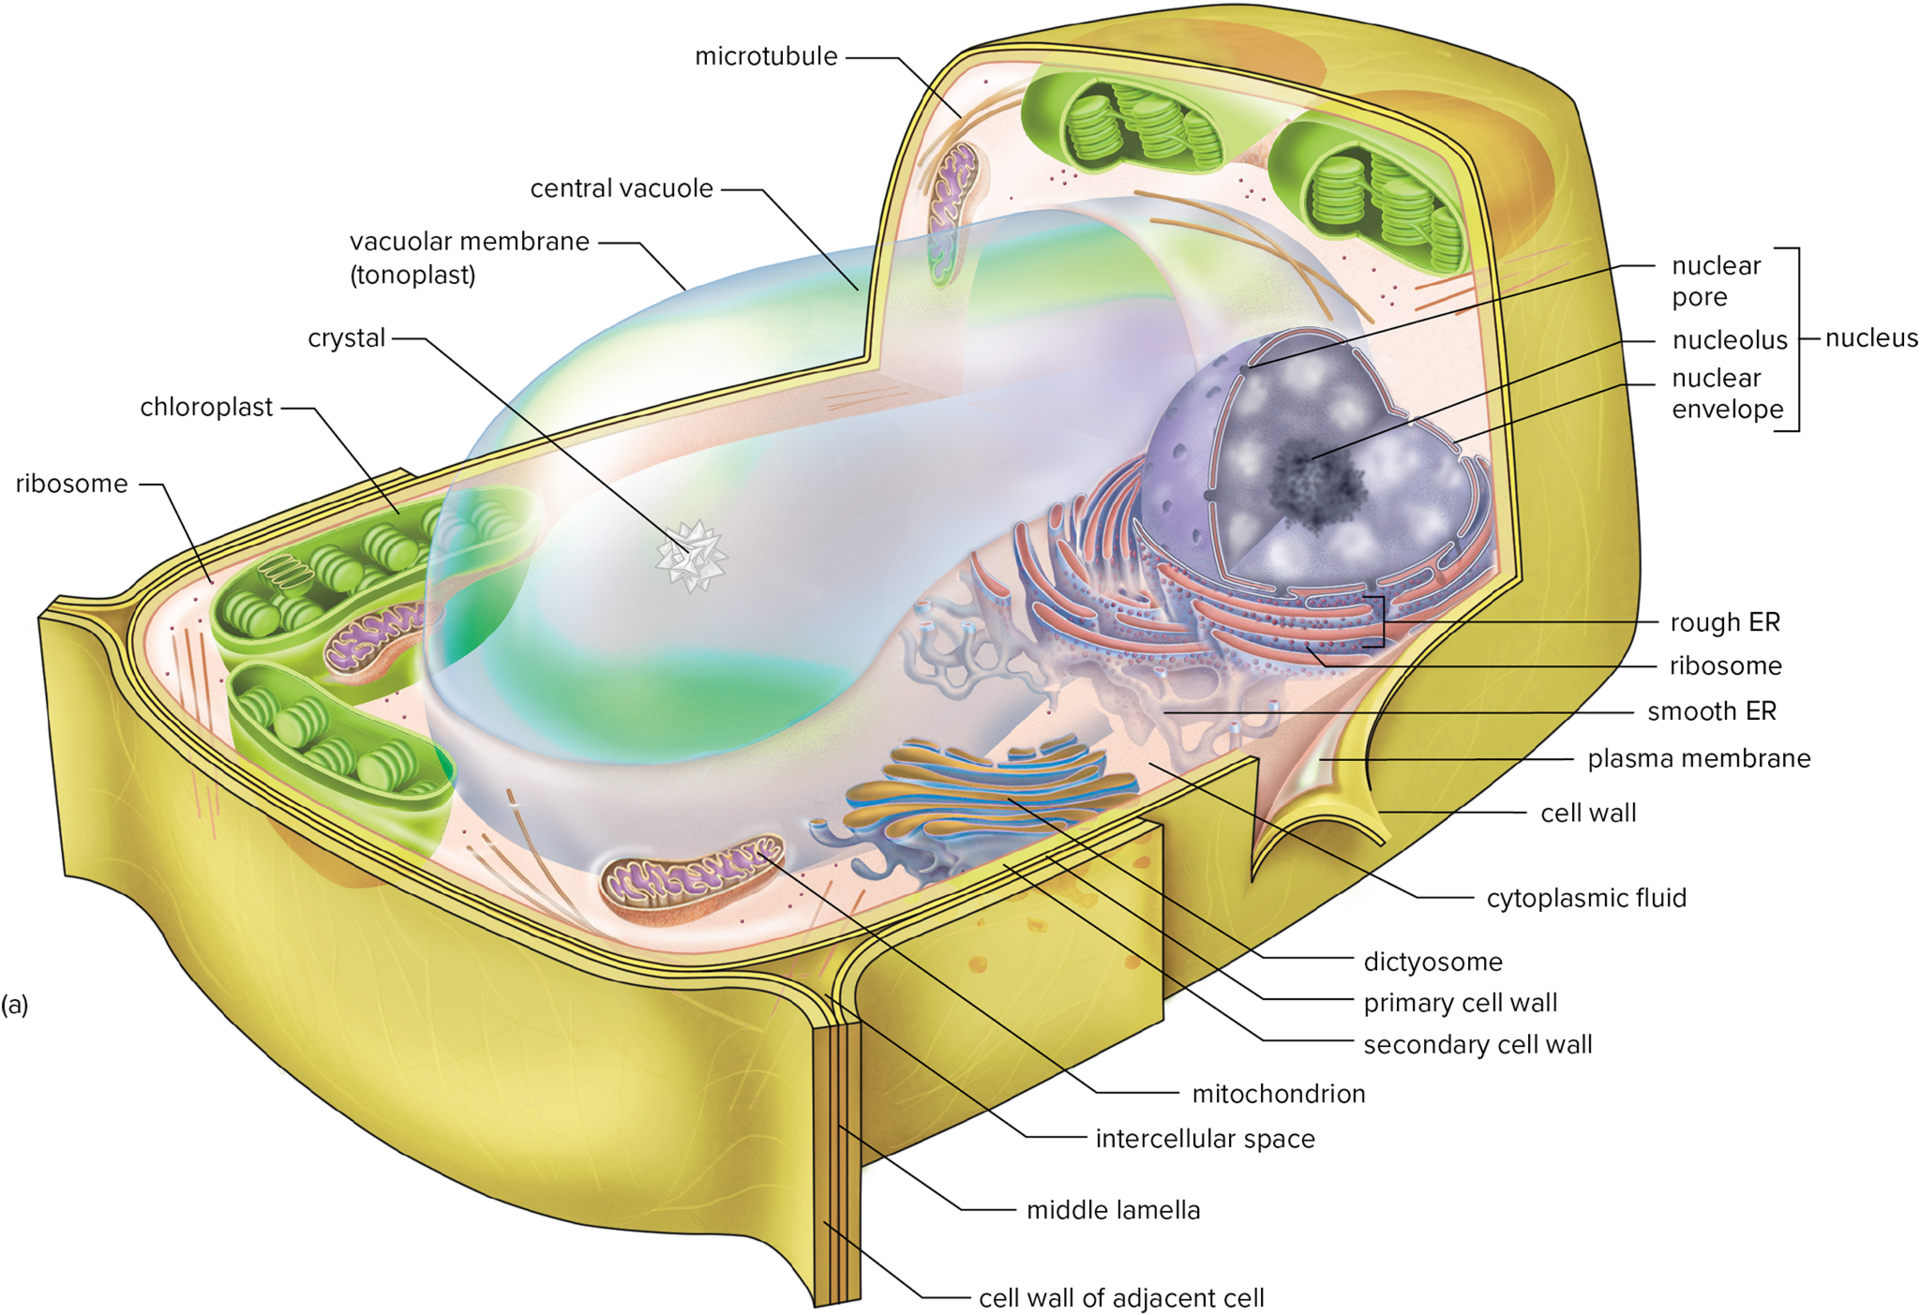 microtubule
central vacuole
vacuolar membrane
(tonoplast)
crystal
chloroplast
ribosome
nuclear
pore
nucleolus
nucleus
nuclear
envelope
rough ER
ribosome
smooth ER
plasma membrane
cell wall
cytoplasmic fluid
dictyosome
primary cell wall
(a)
secondary cell wall
mitochondrion
intercellular space
middle lamella
cell wall of adjacent cell